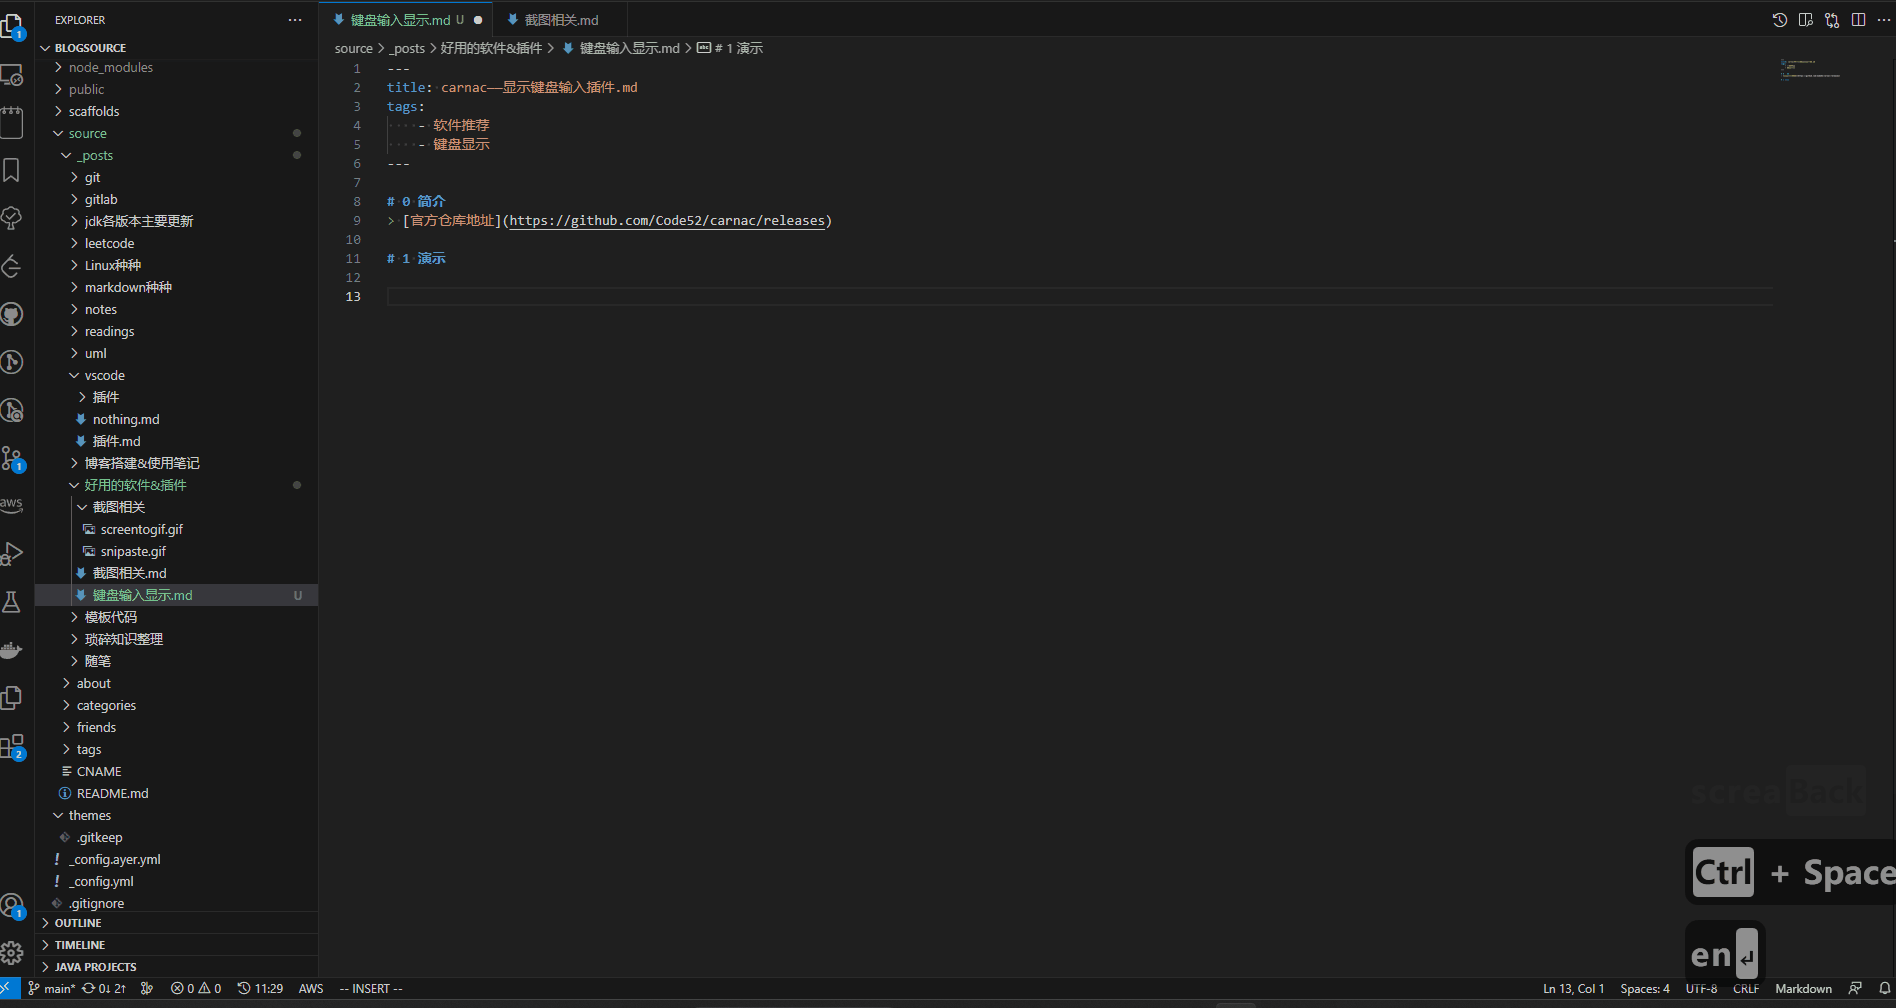 EXPLORER
BLOGSOURCE
node_modules
public
scaffolds
source
_posts
git
gitlab
jdk各版本主要更新
leetcode
Linux种种
markdown种种
notes
readings
uml
vscode
插件
nothing.md
插件.md
博客搭建&使用笔记
好用的软件&插件
截图相关
screentogif.gif
snipaste.gif
截图相关.md
键盘输入显示.md U
模板代码
琐碎知识整理
随笔
about
categories
friends
tags
CNAME
README.md
themes
.gitkeep
_config.ayer.yml
_config.yml
.gitignore
OUTLINE
TIMELINE
JAVA PROJECTS
1
1
aws
2
1
键盘输入显示.md U
截图相关.md
source > _posts > 好用的软件&插件 > 键盘输入显示.md > # 1 演示
1 ---
2 title: carnac——显示键盘输入插件.md
3 tags:
4 - 软件推荐
5 - 键盘显示
6 ---
7
8 # 0 简介
9 > [官方仓库地址](https://github.com/Code52/carnac/releases)
10
11 # 1 演示
12
13
screa Back
Ctrl + Space
en
main* 0↓ 2↑ 0 0 11:29 AWS -- INSERT --
Ln 13, Col 1 Spaces: 4 UTF-8 CRLF Markdown